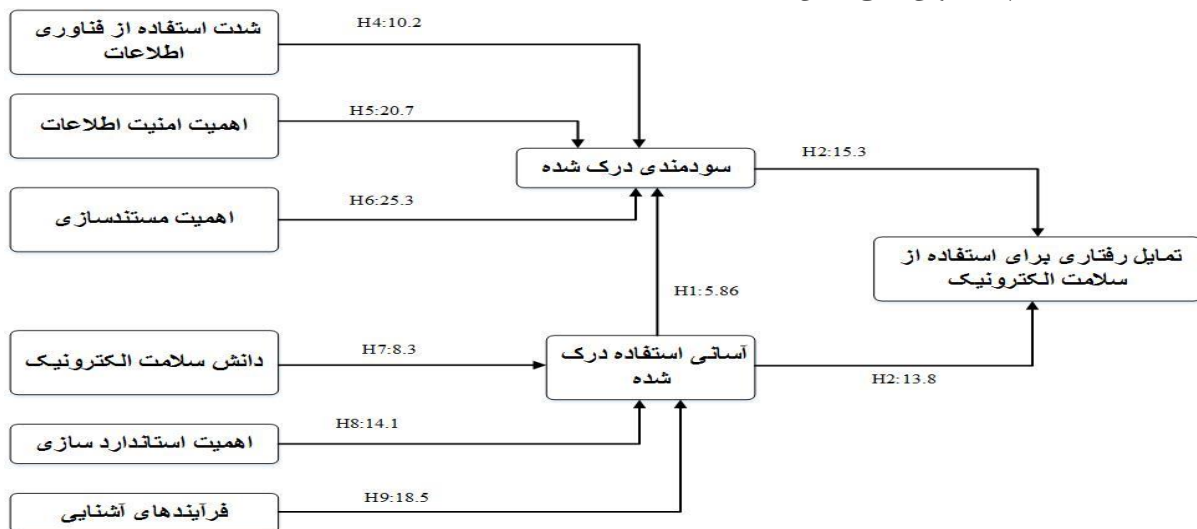 شدت استفاده از فناوری
اطلاعات
H4:10.2
اهمیت امنیت اطلاعات
H5:20.7
سودمندی درک شده
H2:15.3
اهمیت مستندسازی
H6:25.3
تمایل رفتاری برای استفاده از
سلامت الکترونیک
H1:5.86
دانش سلامت الکترونیک
H7:8.3
آسانی استفاده درک
شده
H2:13.8
اهمیت استاندارد سازی
H8:14.1
فرآیندهای آشنایی
H9:18.5